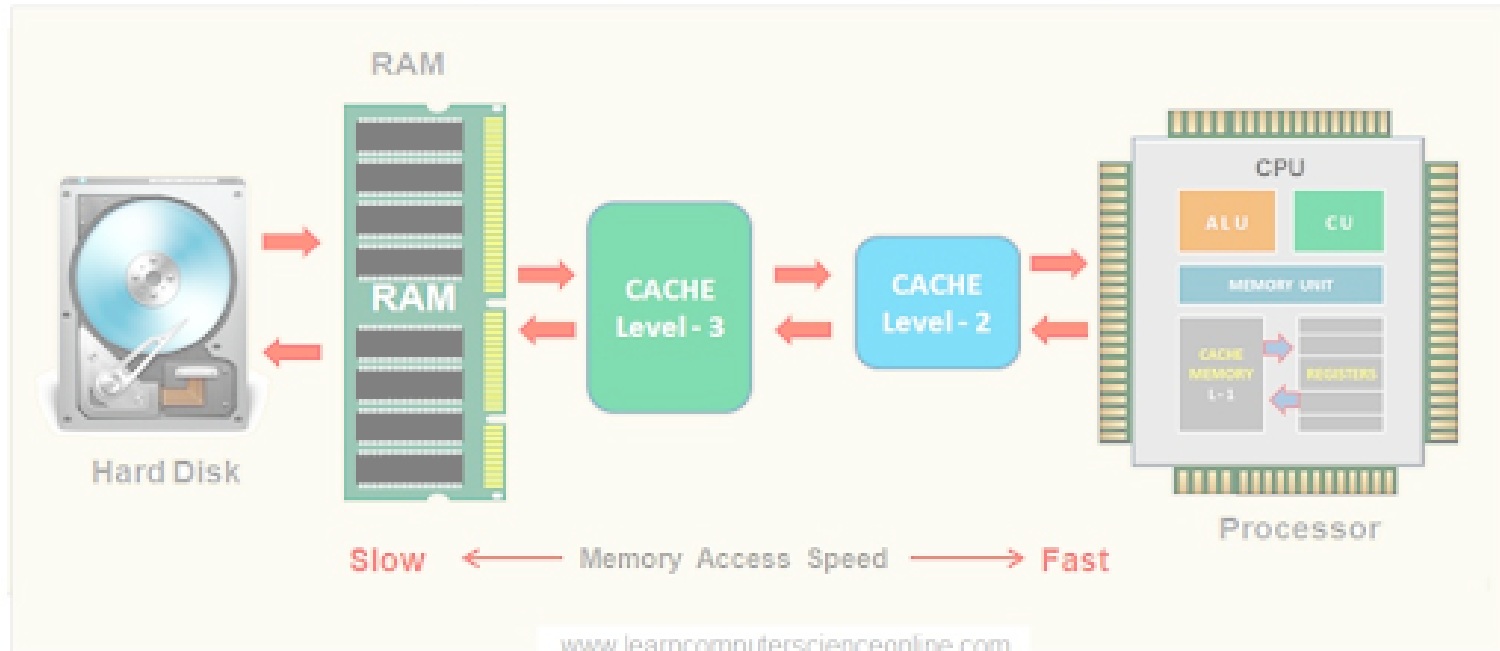 RAM
RAM
Hard Disk
CACHE
Level - 3
CACHE
Level - 2
CPU
ALU
CU
MEMORY UNIT
CACHE
MEMORY
L - 1
REGISTERS
Processor
Slow
Memory Access Speed
Fast
www.learncomputerscienceonline.com